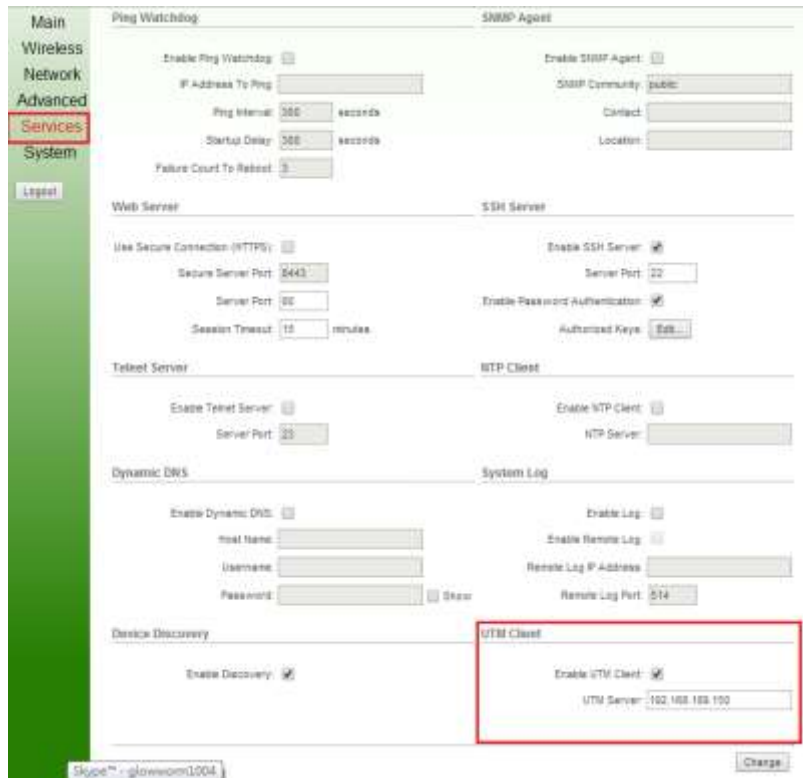 Main
Wireless
Network
Advanced
Services
System
Logout
Ping Watchdog
Enable Ping Watchdog:
IP Address To Ping:
Ping Interval: 300 seconds
Startup Delay: 300 seconds
Failure Count To Reboot: 3
SNMP Agent
Enable SNMP Agent:
SNMP Community: public
Contact:
Location:
Web Server
Use Secure Connection (HTTPS):
Secure Server Port: 8443
Server Port: 80
Session Timeout: 15 minutes
SSH Server
Enable SSH Server:
Server Port: 22
Enable Password Authentication:
Authorized Keys: Edit...
Telnet Server
Enable Telnet Server:
Server Port: 23
NTP Client
Enable NTP Client:
NTP Server:
Dynamic DNS
Enable Dynamic DNS:
Host Name:
Username:
Password: Show
System Log
Enable Log:
Enable Remote Log:
Remote Log IP Address:
Remote Log Port: 514
Device Discovery
Enable Discovery:
UTM Client
Enable UTM Client:
UTM Server: 192.168.169.150
Change
Skype™ - glowworm1004